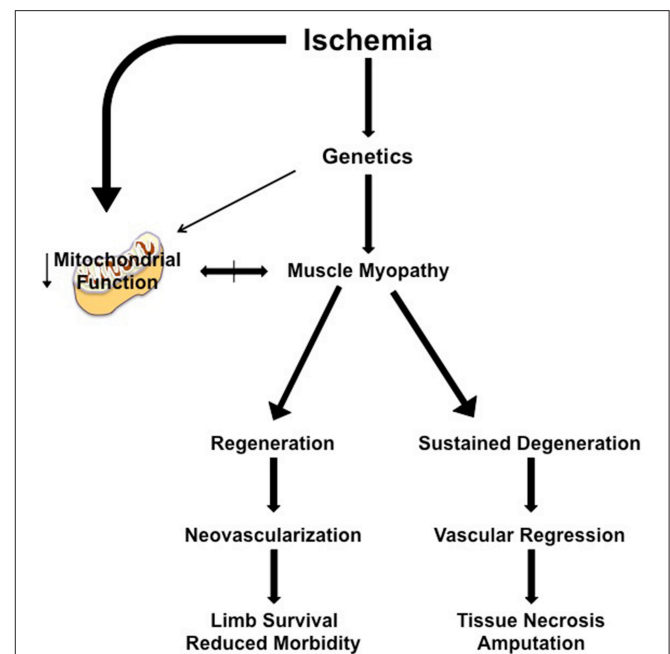 Ischemia
Genetics
Mitochondrial
Function
Muscle Myopathy
Regeneration
Sustained Degeneration
Neovascularization
Vascular Regression
Limb Survival
Reduced Morbidity
Tissue Necrosis
Amputation